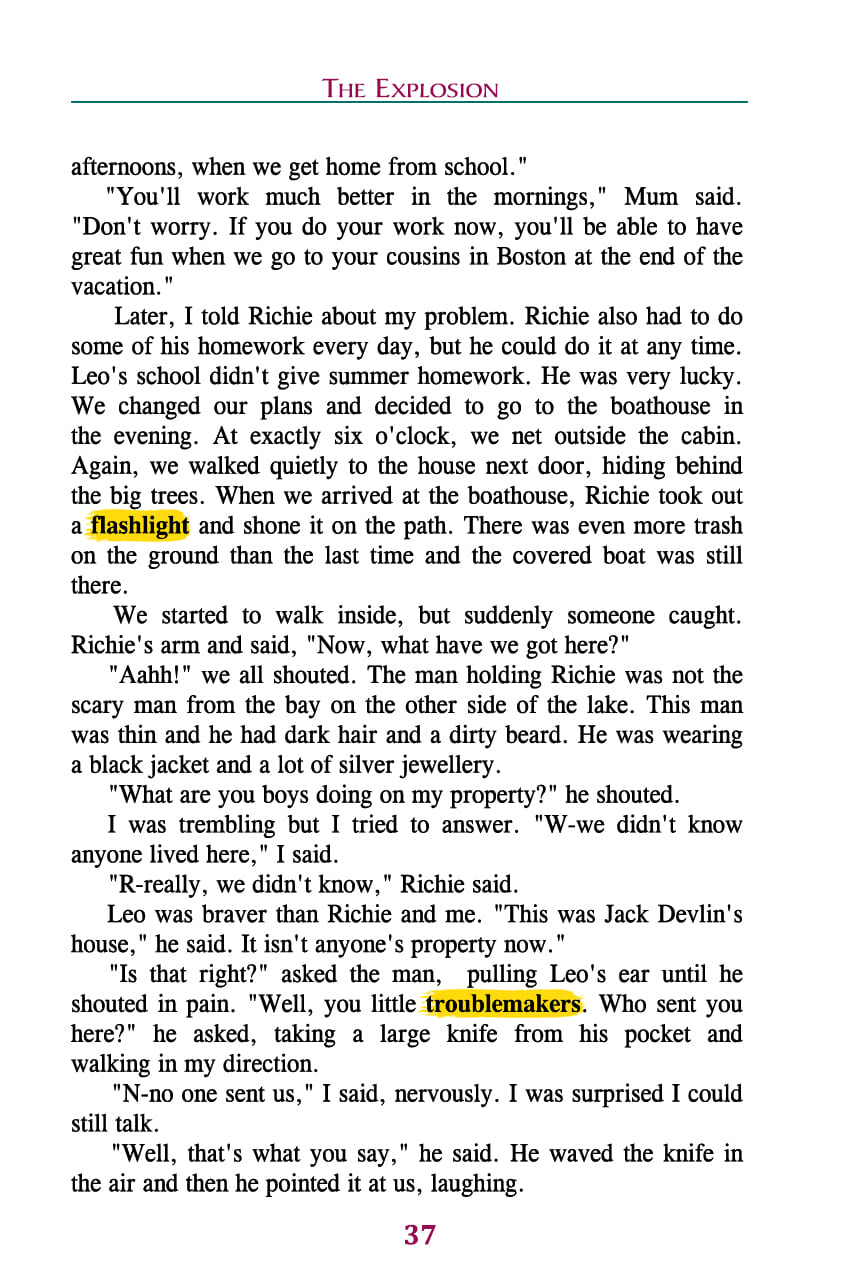 THE EXPLOSION
afternoons, when we get home from school."
"You'll work much better in the mornings," Mum said.
"Don't worry. If you do your work now, you'll be able to have
great fun when we go to your cousins in Boston at the end of the
vacation."
Later, I told Richie about my problem. Richie also had to do
some of his homework every day, but he could do it at any time.
Leo's school didn't give summer homework. He was very lucky.
We changed our plans and decided to go to the boathouse in
the evening. At exactly six o'clock, we net outside the cabin.
Again, we walked quietly to the house next door, hiding behind
the big trees. When we arrived at the boathouse, Richie took out
a flashlight and shone it on the path. There was even more trash
on the ground than the last time and the covered boat was still
there.
We started to walk inside, but suddenly someone caught.
Richie's arm and said, "Now, what have we got here?"
"Aahh!" we all shouted. The man holding Richie was not the
scary man from the bay on the other side of the lake. This man
was thin and he had dark hair and a dirty beard. He was wearing
a black jacket and a lot of silver jewellery.
"What are you boys doing on my property?" he shouted.
I was trembling but I tried to answer. "W-we didn't know
anyone lived here," I said.
"R-really, we didn't know," Richie said.
Leo was braver than Richie and me. "This was Jack Devlin's
house," he said. It isn't anyone's property now."
"Is that right?" asked the man, pulling Leo's ear until he
shouted in pain. "Well, you little troublemakers. Who sent you
here?" he asked, taking a large knife from his pocket and
walking in my direction.
"N-no one sent us," I said, nervously. I was surprised I could
still talk.
"Well, that's what you say," he said. He waved the knife in
the air and then he pointed it at us, laughing.
37